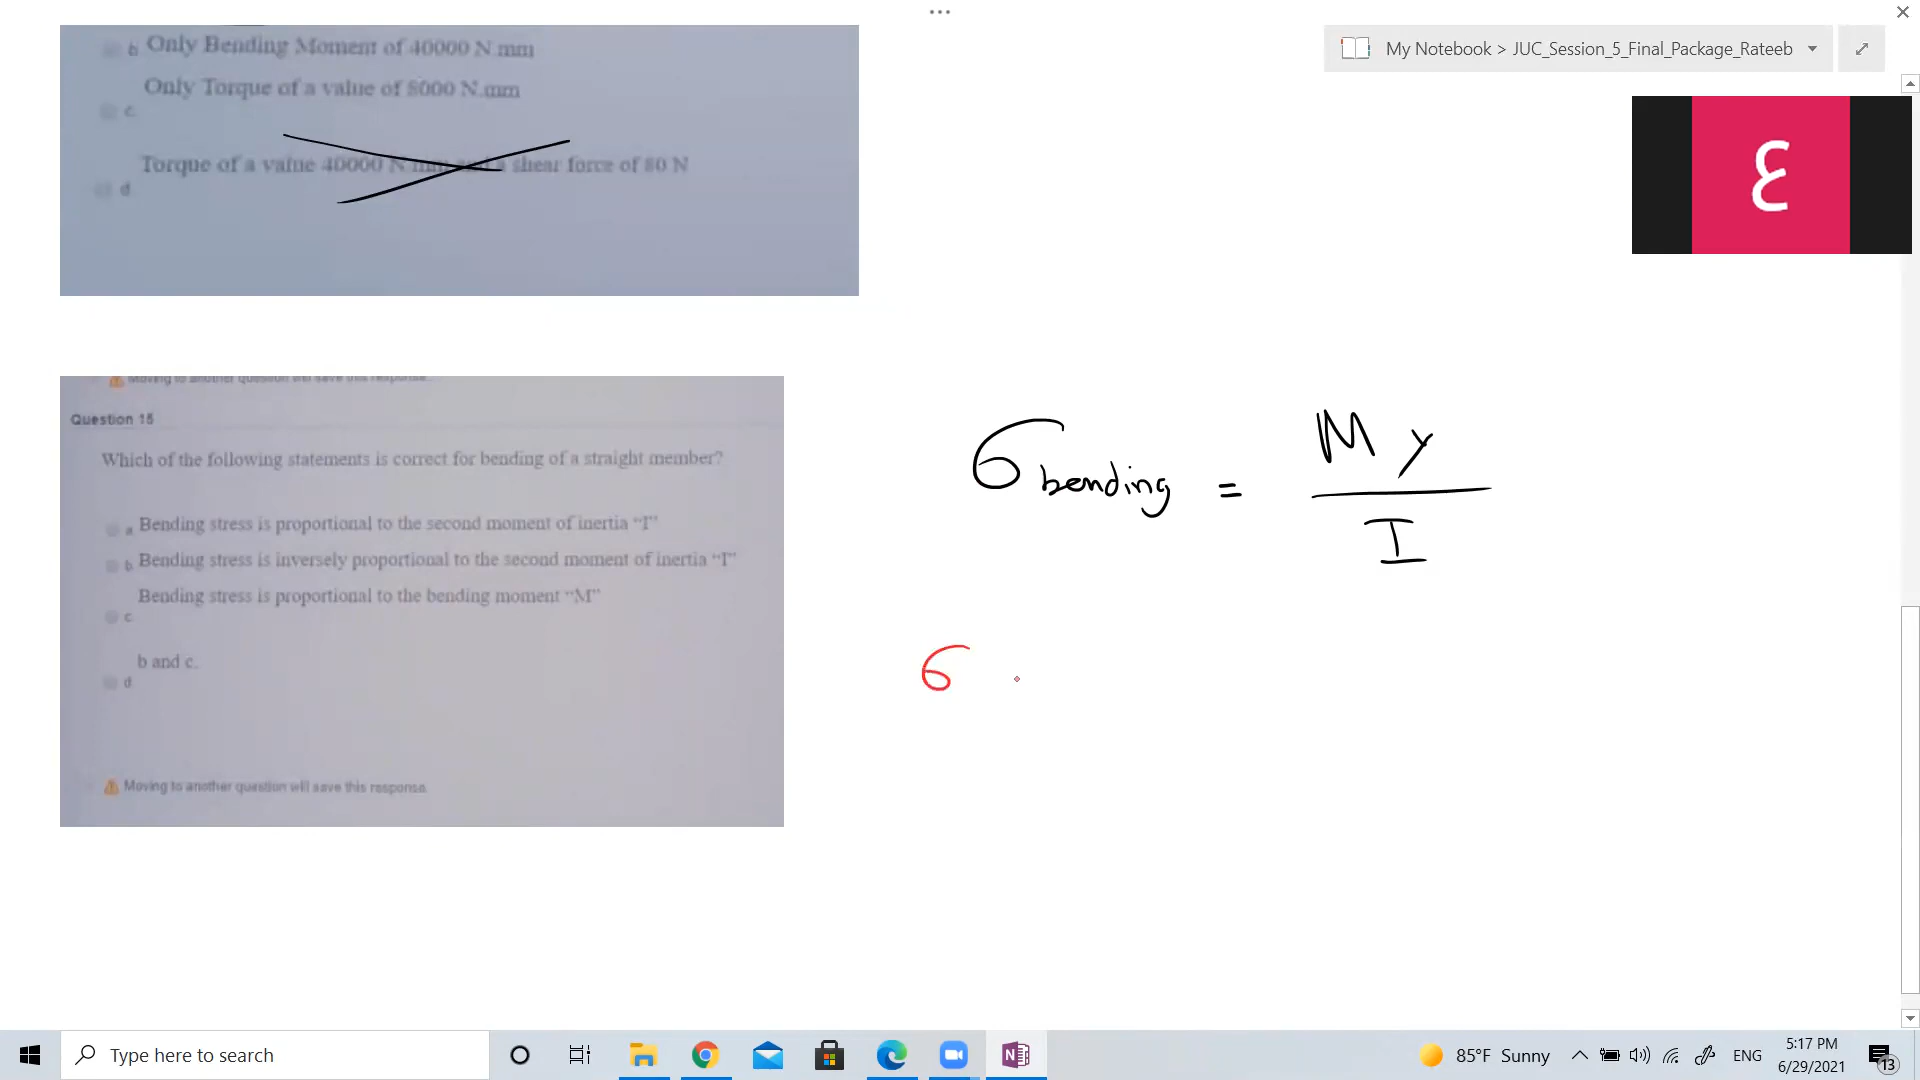 My Notebook > JUC_Session_5_Final_Package_Rateeb
b Only Bending Moment of 40000 N.mm
Only Torque of a value of 8000 N.mm
c
Torque of a value 40000 N.mm and a shear force of 80 N
d
ع
Moving to another question will save this response.
Question 15
Which of the following statements is correct for bending of a straight member?
a Bending stress is proportional to the second moment of inertia “I”
b Bending stress is inversely proportional to the second moment of inertia “I”
Bending stress is proportional to the bending moment “M”
c
b and c.
d
Moving to another question will save this response.
σ bending = M y / I
σ
Type here to search
85°F Sunny
ENG
5:17 PM
6/29/2021
13